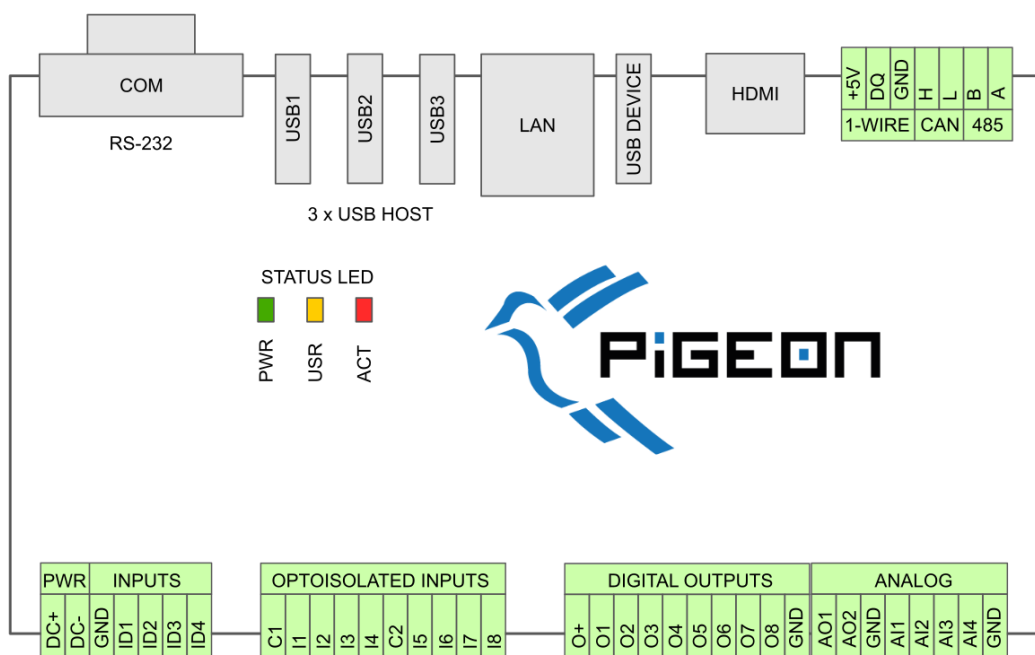 COM
RS-232
USB1
USB2
USB3
3 x USB HOST
LAN
USB DEVICE
HDMI
+5V DQ GND H L B A
1-WIRE CAN 485
STATUS LED
PWR USR ACT
PiGEON
PWR INPUTS
DC+ DC- GND ID1 ID2 ID3 ID4
OPTOISOLATED INPUTS
C1 I1 I2 I3 I4 C2 I5 I6 I7 I8
DIGITAL OUTPUTS
O+ O1 O2 O3 O4 O5 O6 O7 O8 GND
ANALOG
AO1 AO2 GND AI1 AI2 AI3 AI4 GND